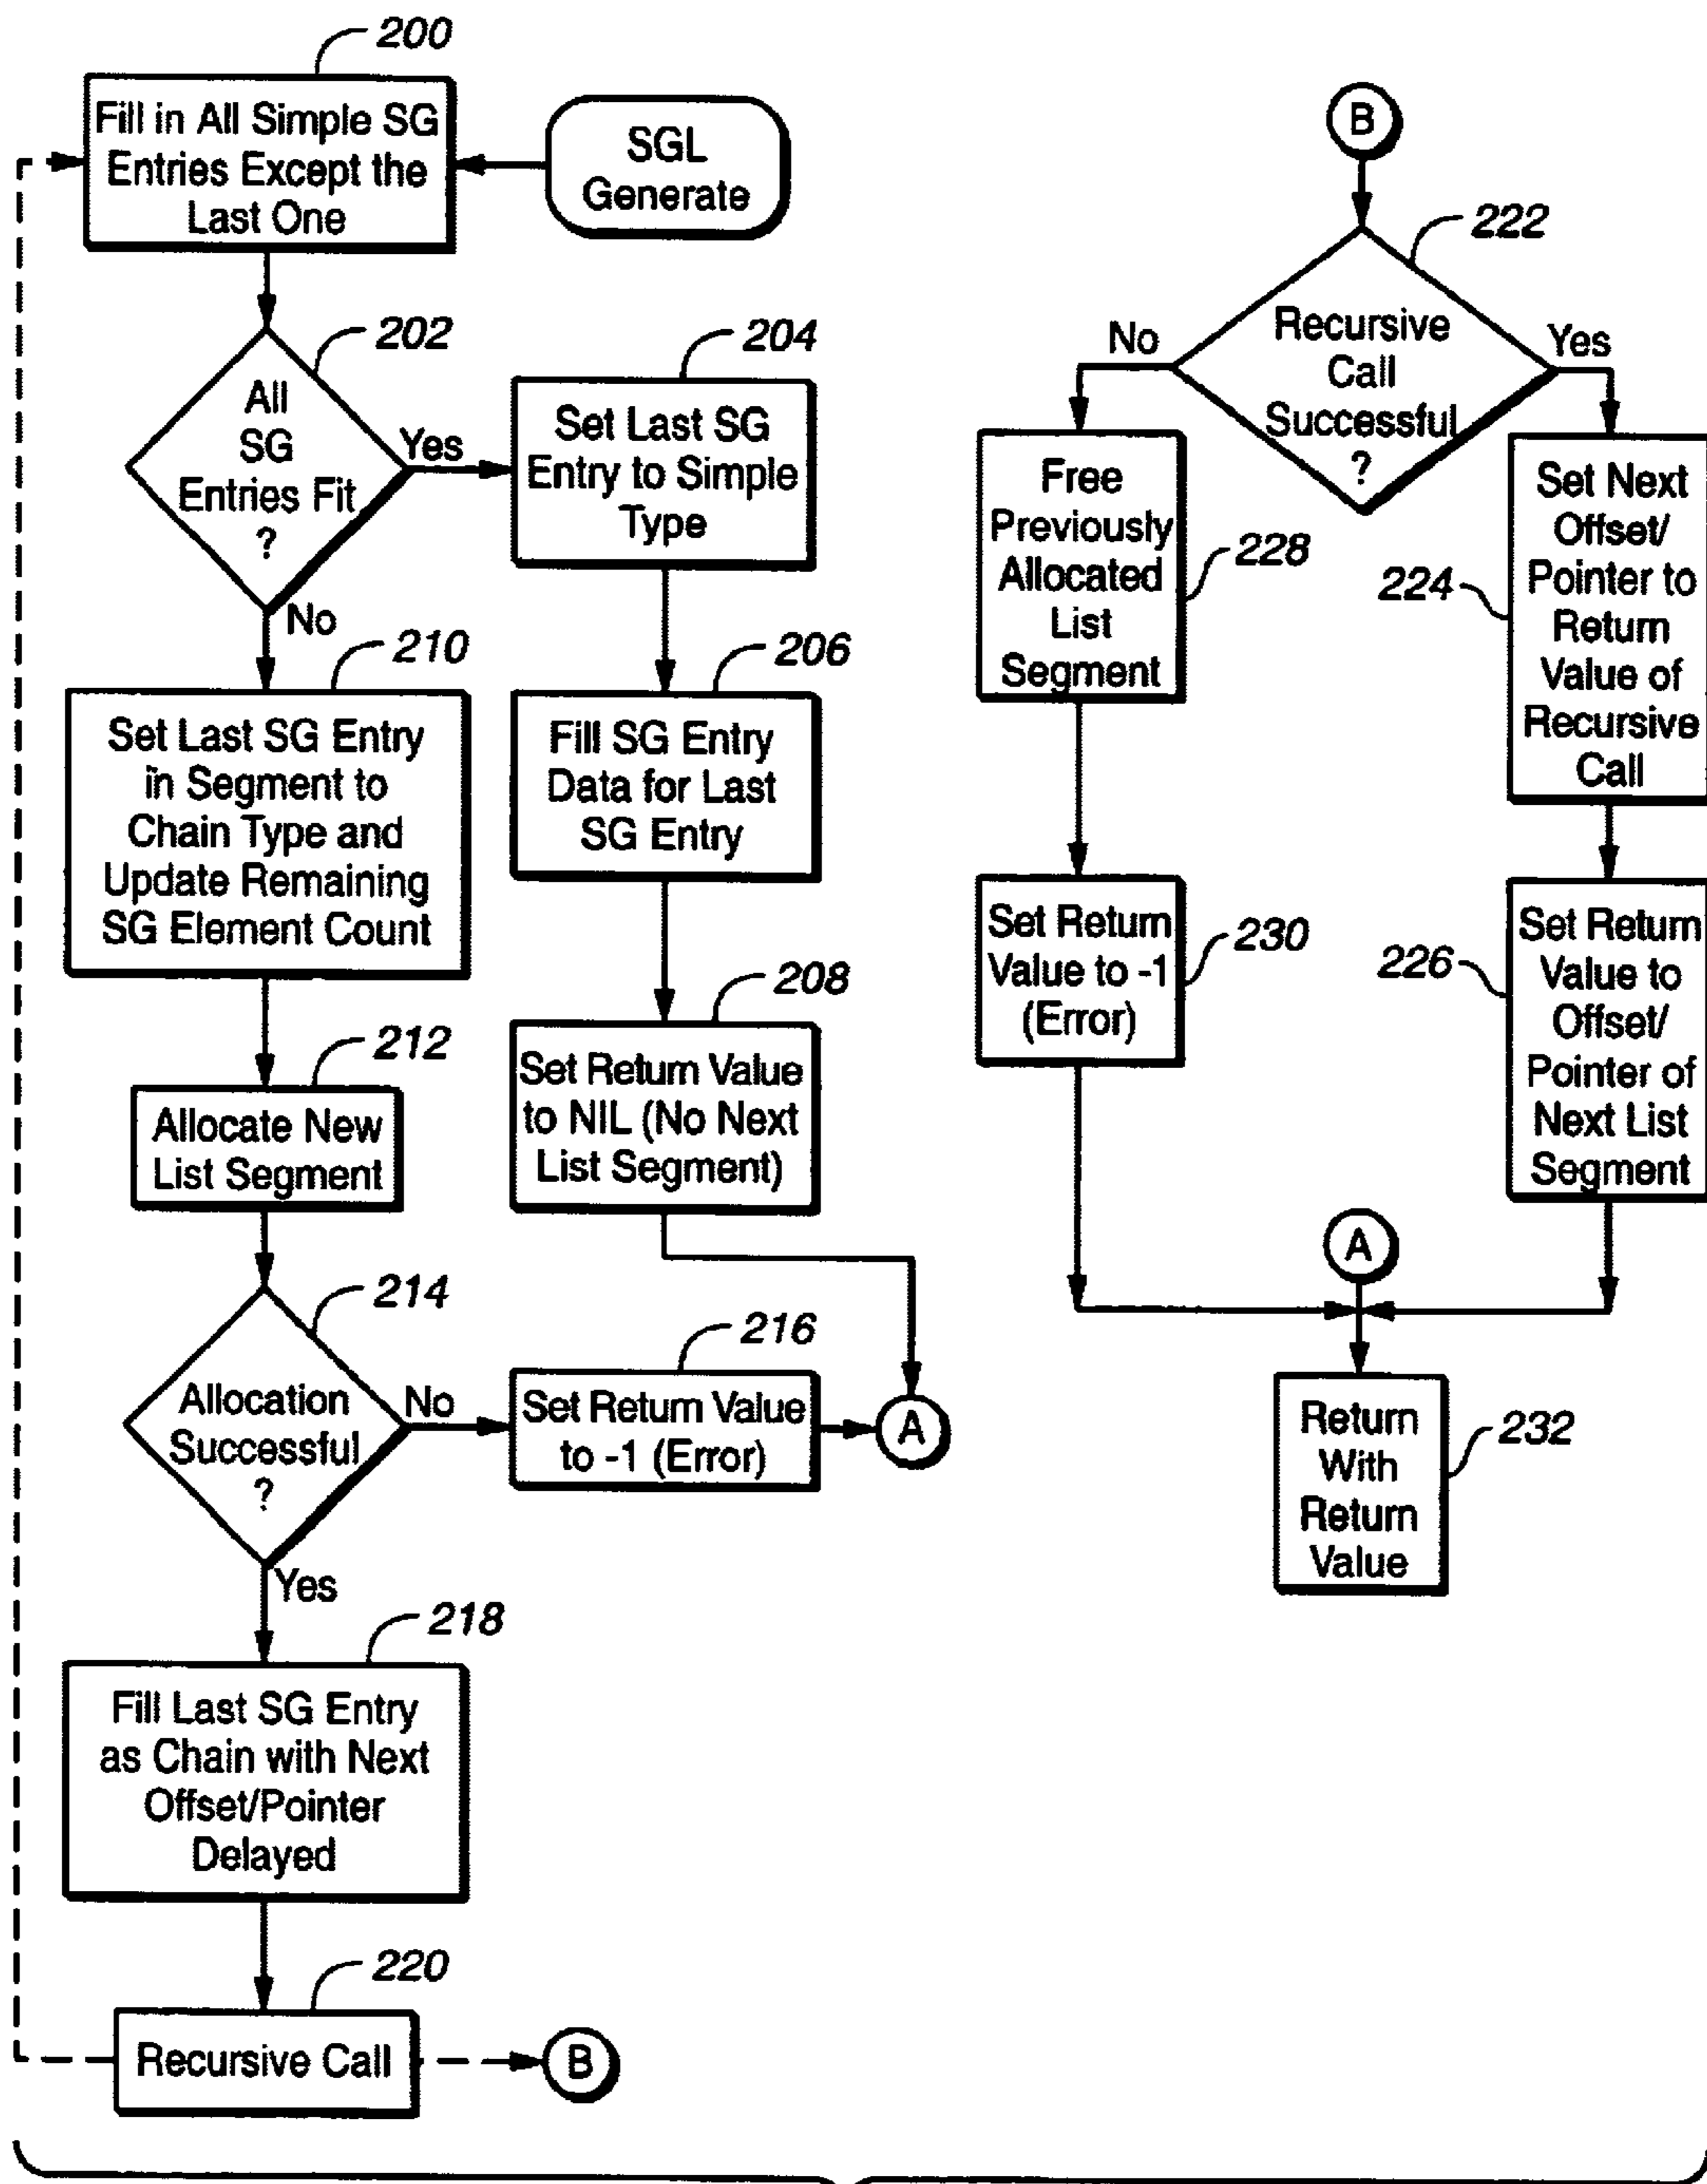 200
Fill in All Simple SG
Entries Except the
Last One
SGL
Generate
202
All
SG
Entries Fit
?
Yes
No
204
Set Last SG
Entry to Simple
Type
206
Fill SG Entry
Data for Last
SG Entry
208
Set Return Value
to NIL (No Next
List Segment)
210
Set Last SG Entry
in Segment to
Chain Type and
Update Remaining
SG Element Count
212
Allocate New
List Segment
214
Allocation
Successful
?
No
Yes
216
Set Return Value
to -1 (Error)
A
218
Fill Last SG Entry
as Chain with Next
Offset/Pointer
Delayed
220
Recursive Call
B
B
222
Recursive
Call
Successful
?
No
Yes
Free
Previously
Allocated
List
Segment
228
Set Return
Value to -1
(Error)
230
224
Set Next
Offset/
Pointer to
Return
Value of
Recursive
Call
226
Set Return
Value to
Offset/
Pointer of
Next List
Segment
A
Return
With
Return
Value
232